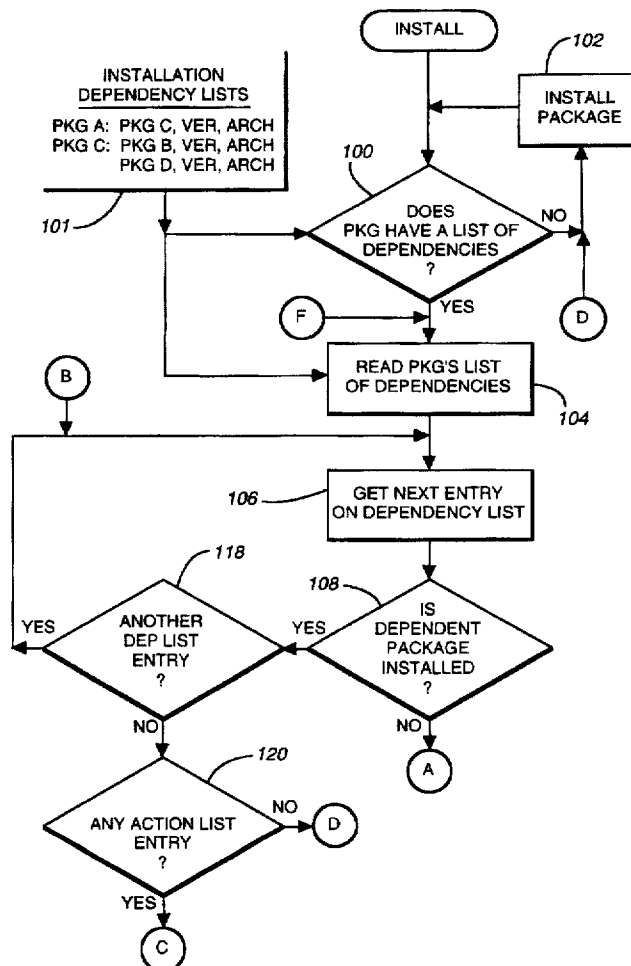 INSTALL
102
INSTALL
PACKAGE
INSTALLATION
DEPENDENCY LISTS
PKG A: PKG C, VER, ARCH
PKG C: PKG B, VER, ARCH
PKG D, VER, ARCH
101
100
DOES
PKG HAVE A LIST OF
DEPENDENCIES
?
NO
YES
D
F
READ PKG'S LIST
OF DEPENDENCIES
104
B
GET NEXT ENTRY
ON DEPENDENCY LIST
106
118
ANOTHER
DEP LIST
ENTRY
?
YES
NO
108
IS
DEPENDENT
PACKAGE
INSTALLED
?
YES
NO
A
120
ANY ACTION LIST
ENTRY
?
NO
D
YES
C